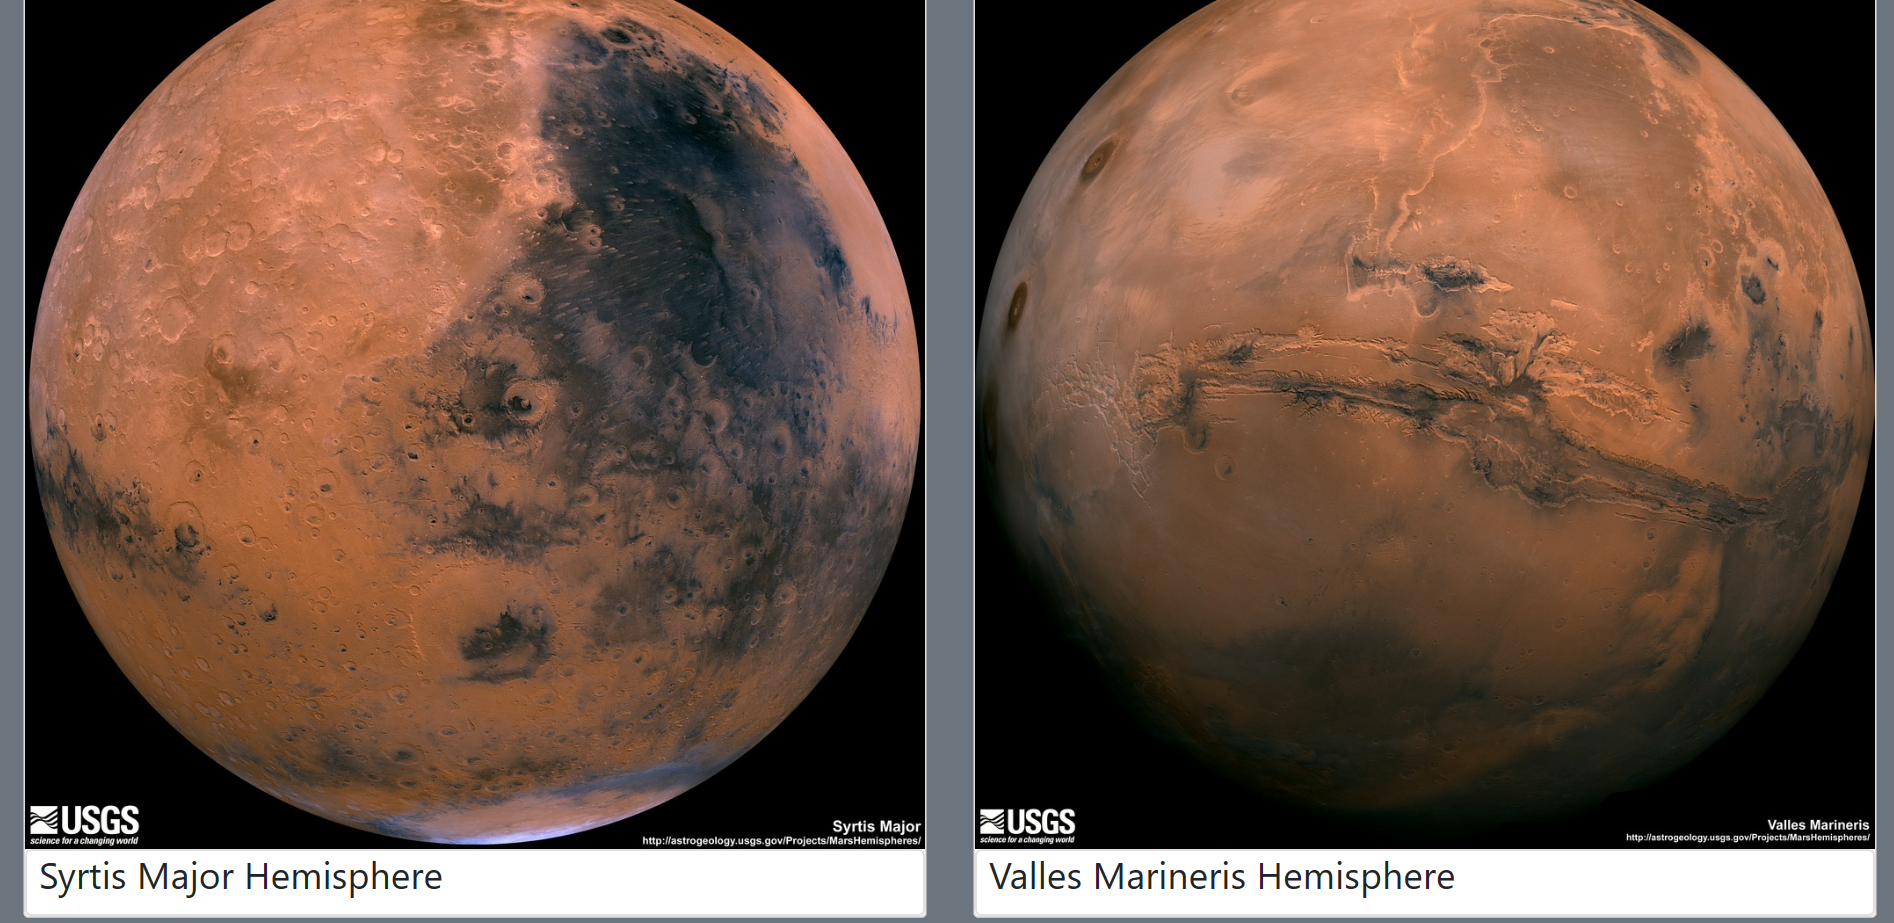 USGS
science for a changing world
Syrtis Major
http://astrogeology.usgs.gov/Projects/MarsHemispheres/
Syrtis Major Hemisphere
USGS
science for a changing world
Valles Marineris
http://astrogeology.usgs.gov/Projects/MarsHemispheres/
Valles Marineris Hemisphere